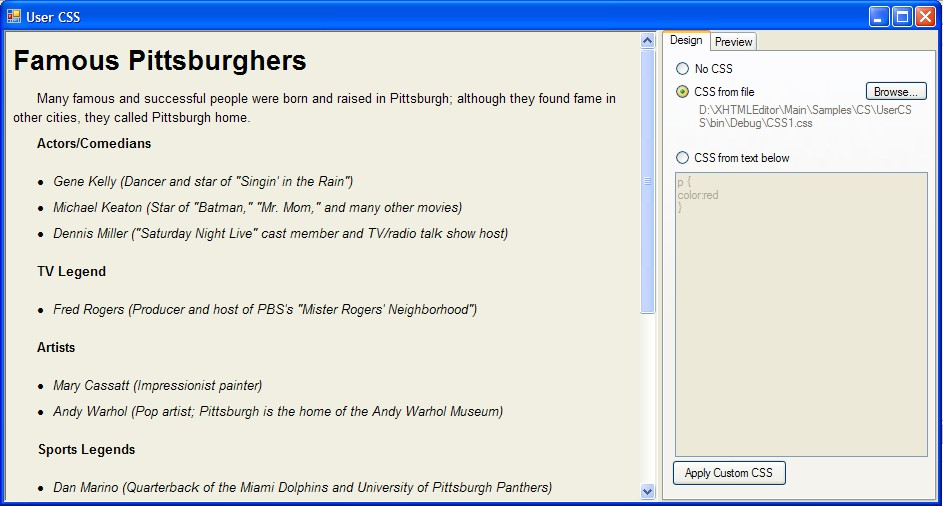 User CSS
Famous Pittsburghers
Many famous and successful people were born and raised in Pittsburgh; although they found fame in
other cities, they called Pittsburgh home.
Actors/Comedians
Gene Kelly (Dancer and star of "Singin' in the Rain")
Michael Keaton (Star of "Batman," "Mr. Mom," and many other movies)
Dennis Miller ("Saturday Night Live" cast member and TV/radio talk show host)
TV Legend
Fred Rogers (Producer and host of PBS's "Mister Rogers' Neighborhood")
Artists
Mary Cassatt (Impressionist painter)
Andy Warhol (Pop artist; Pittsburgh is the home of the Andy Warhol Museum)
Sports Legends
Dan Marino (Quarterback of the Miami Dolphins and University of Pittsburgh Panthers)
Design Preview
No CSS
CSS from file Browse...
D:\XHTMLEditor\Main\Samples\CS\UserCS
S\bin\Debug\CSS1.css
CSS from text below
p {
color:red
}
Apply Custom CSS